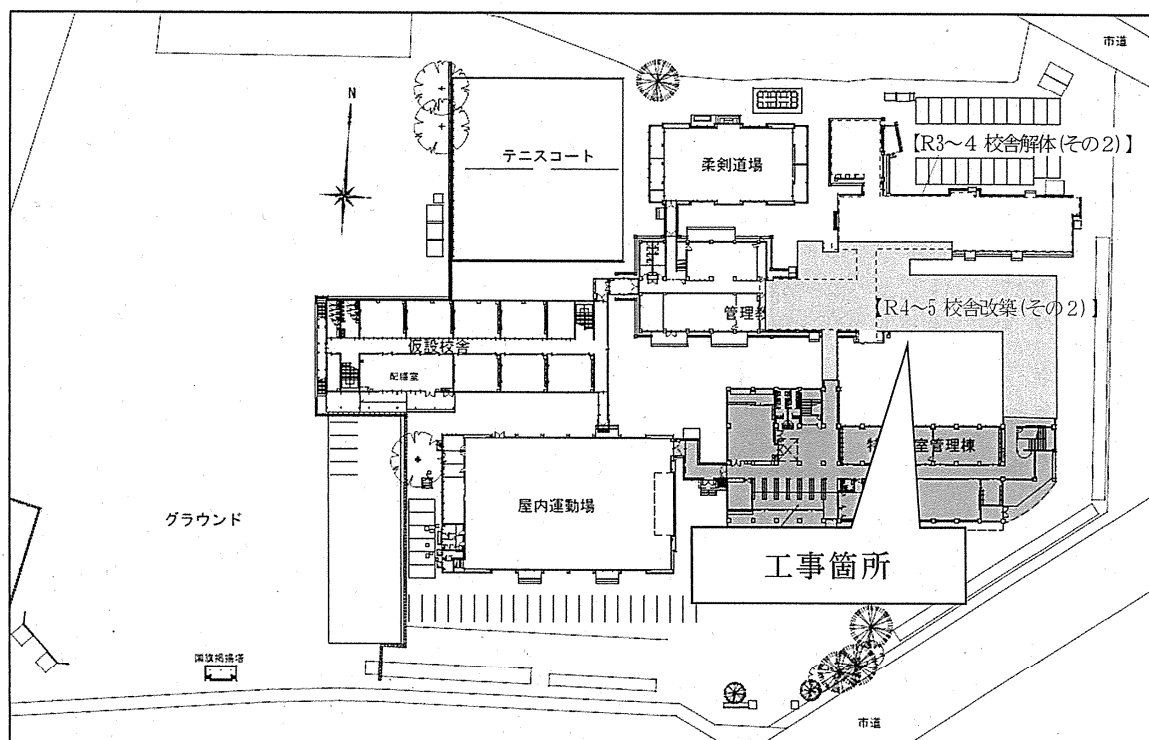 市道
N
【R3～4 校舎解体(その2)】
テニスコート
柔剣道場
管理
【R4～5 校舎改築(その2)】
仮設校舎
配膳室
室管理棟
屋内運動場
グラウンド
工事箇所
国旗掲揚塔
市道